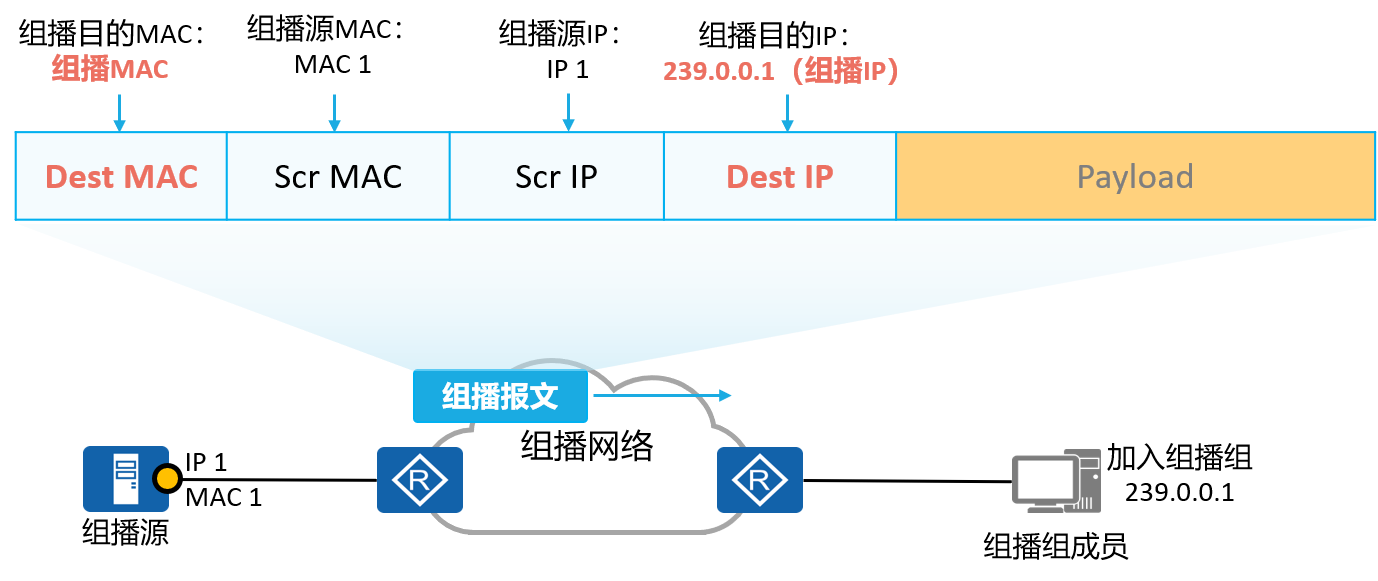 组播目的MAC：
组播MAC
组播源MAC：
MAC 1
组播源IP：
IP 1
组播目的IP：
239.0.0.1（组播IP）
Dest MAC
Scr MAC
Scr IP
Dest IP
Payload
组播报文
组播网络
R
R
IP 1
MAC 1
组播源
加入组播组
239.0.0.1
组播组成员